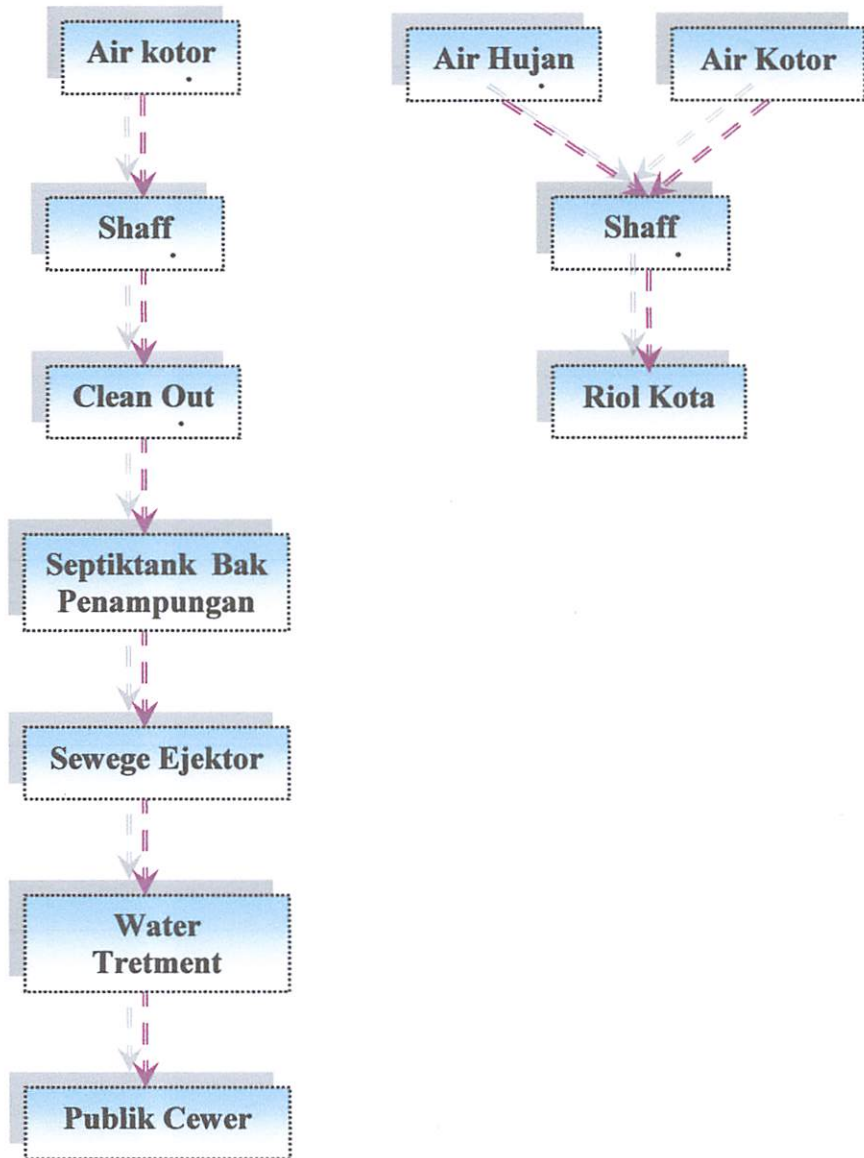 Air kotor
Shaff
Clean Out
Septiktank Bak
Penampungan
Sewege Ejektor
Water
Tretment
Publik Cewer
Air Hujan
Air Kotor
Shaff
Riol Kota